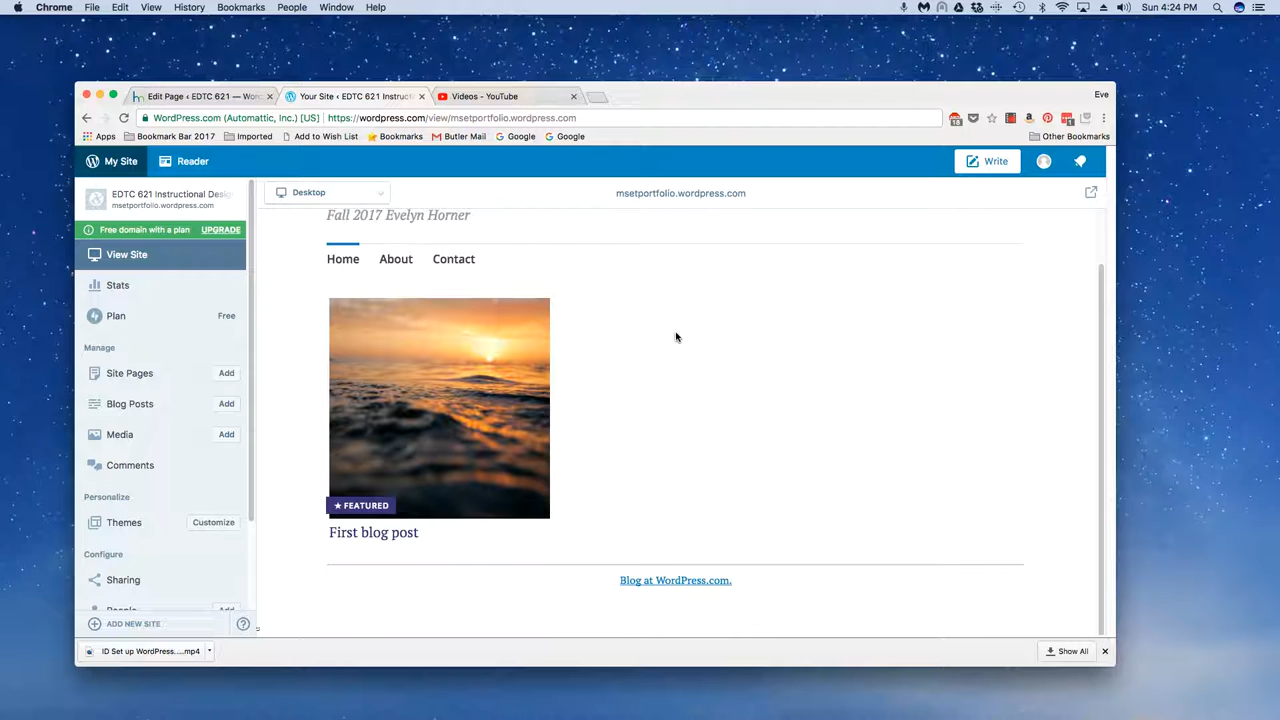 Chrome File Edit View History Bookmarks People Window Help Sun 4:24 PM
Edit Page ‹ EDTC 621 — Wor Your Site ‹ EDTC 621 Instruct Videos - YouTube Eve
WordPress.com (Automattic, Inc.) [US] https://wordpress.com/view/msetportfolio.wordpress.com
Apps Bookmark Bar 2017 Imported Add to Wish List Bookmarks Butler Mail Google Google Other Bookmarks
My Site Reader Write
EDTC 621 Instructional Desig
msetportfolio.wordpress.com
Desktop msetportfolio.wordpress.com
Free domain with a plan UPGRADE
View Site
Stats
Plan Free
Manage
Site Pages Add
Blog Posts Add
Media Add
Comments
Personalize
Themes Customize
Configure
Sharing
People Add
ADD NEW SITE
Fall 2017 Evelyn Horner
Home About Contact
★ FEATURED
First blog post
Blog at WordPress.com.
ID Set up WordPress....mp4 Show All